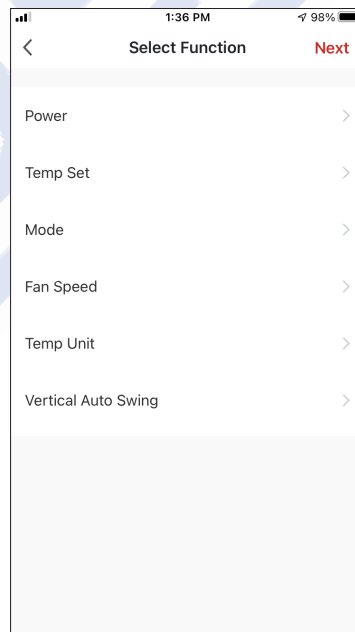 1:36 PM 98%
Select Function Next
Power
Temp Set
Mode
Fan Speed
Temp Unit
Vertical Auto Swing